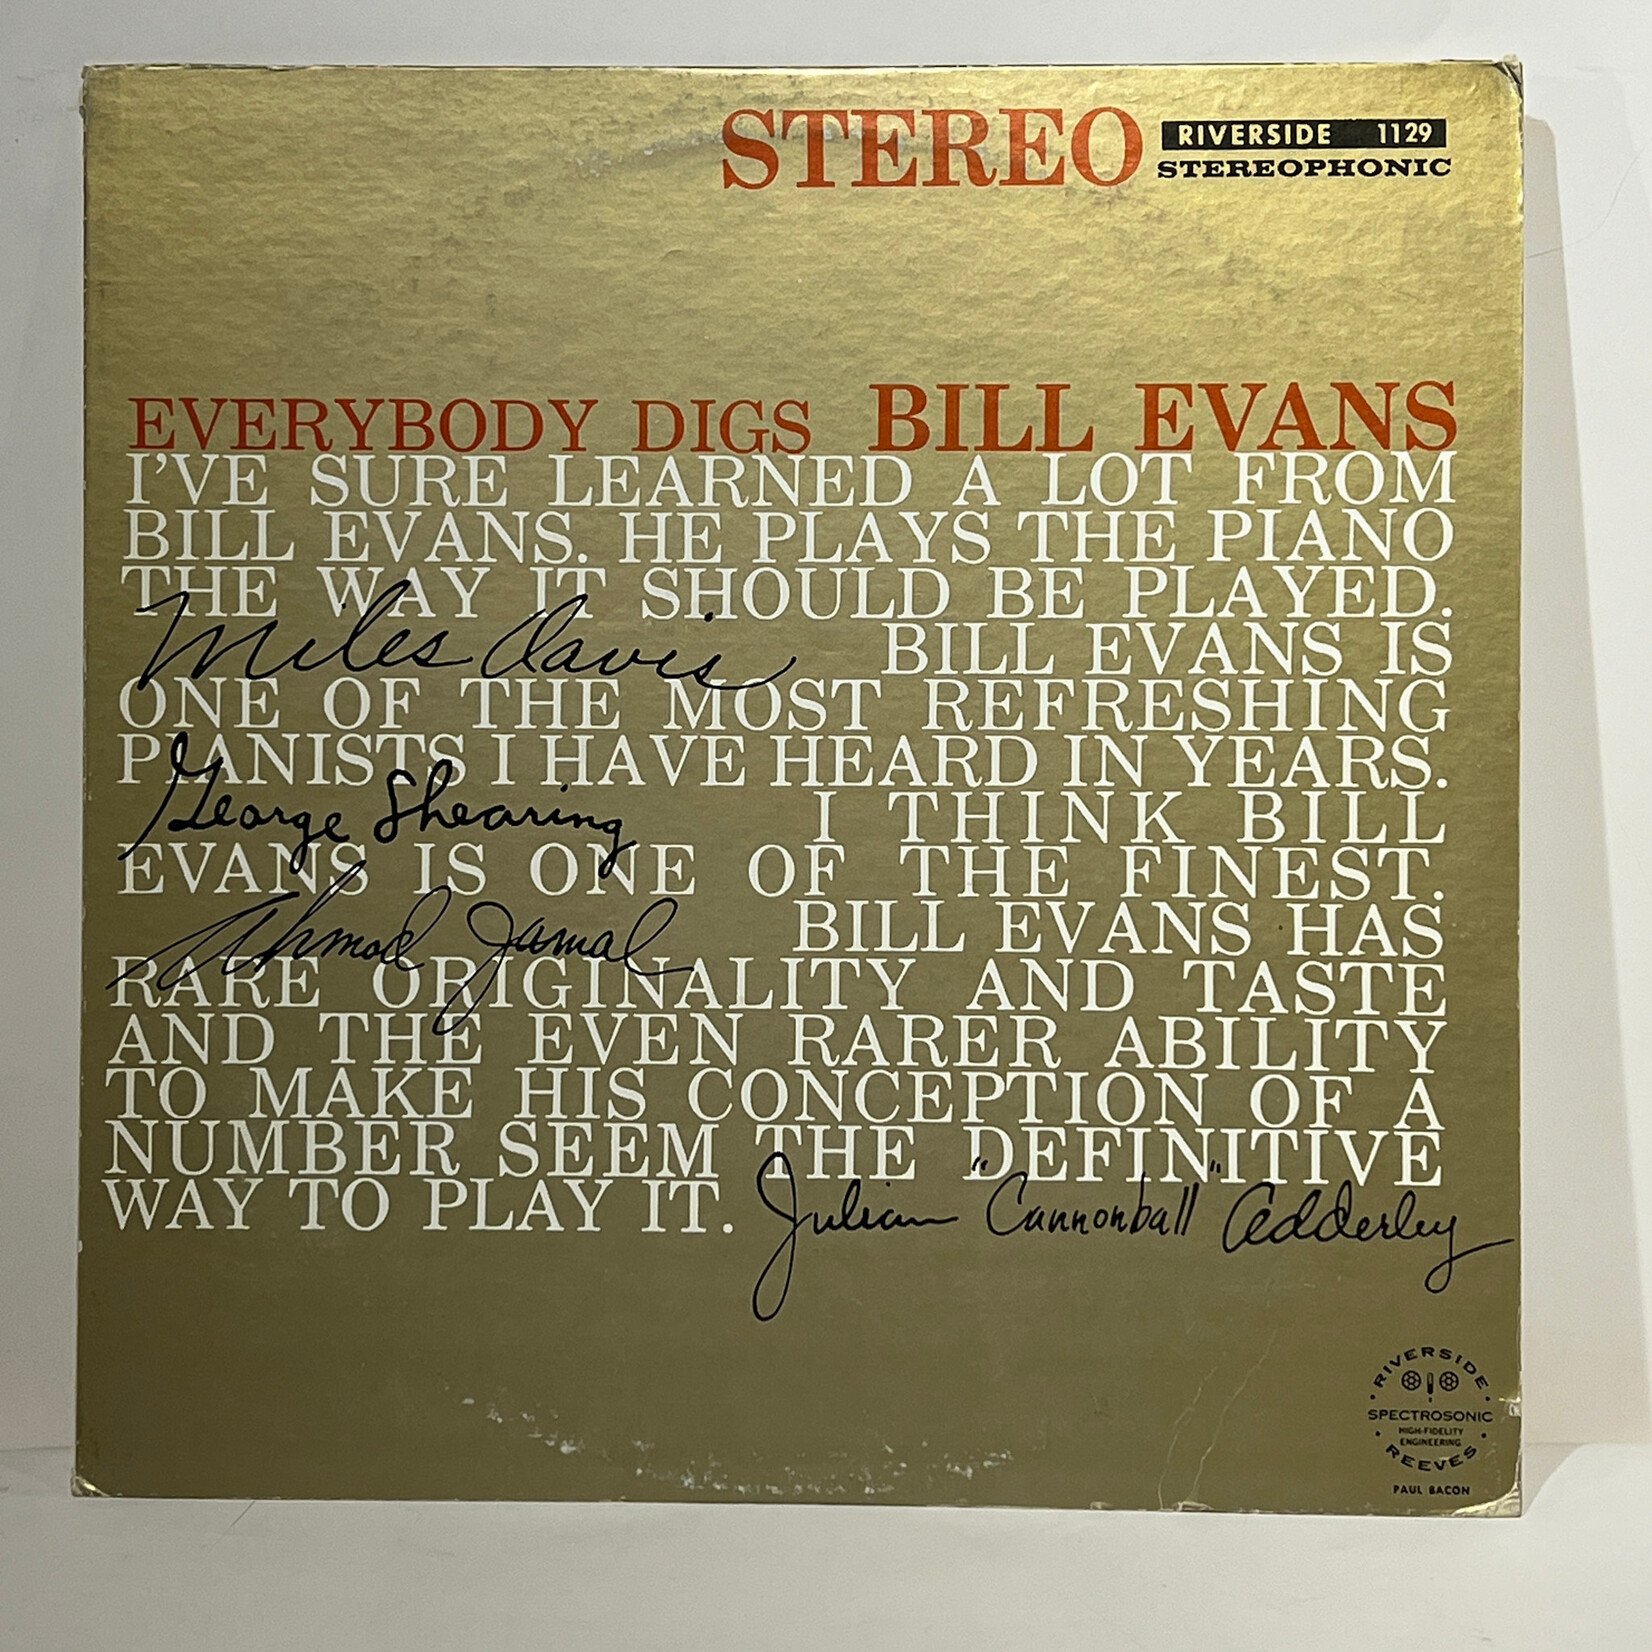 STEREO RIVERSIDE 1129
STEREOPHONIC
EVERYBODY DIGS BILL EVANS
I'VE SURE LEARNED A LOT FROM
BILL EVANS. HE PLAYS THE PIANO
THE WAY IT SHOULD BE PLAYED.
Miles Davis BILL EVANS IS
ONE OF THE MOST REFRESHING
PIANISTS I HAVE HEARD IN YEARS.
George Shearing I THINK BILL
EVANS IS ONE OF THE FINEST.
Ahmad Jamal BILL EVANS HAS
RARE ORIGINALITY AND TASTE
AND THE EVEN RARER ABILITY
TO MAKE HIS CONCEPTION OF A
NUMBER SEEM THE DEFINITIVE
WAY TO PLAY IT. Julian "Cannonball" Adderley
RIVERSIDE
SPECTROSONIC
HIGH-FIDELITY
ENGINEERING
REEVES
PAUL BACON